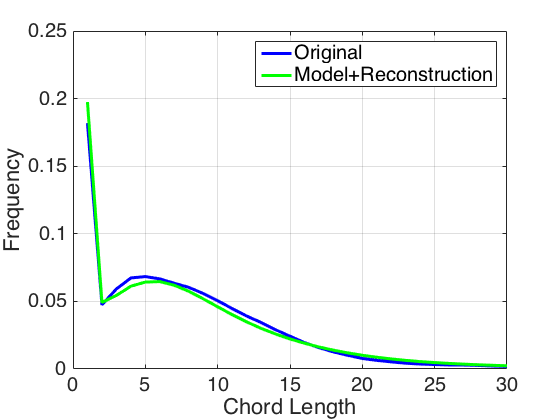 0.25
Original
Model+Reconstruction
0.2
0.15
0.1
0.05
0
Frequency
0 5 10 15 20 25 30
Chord Length